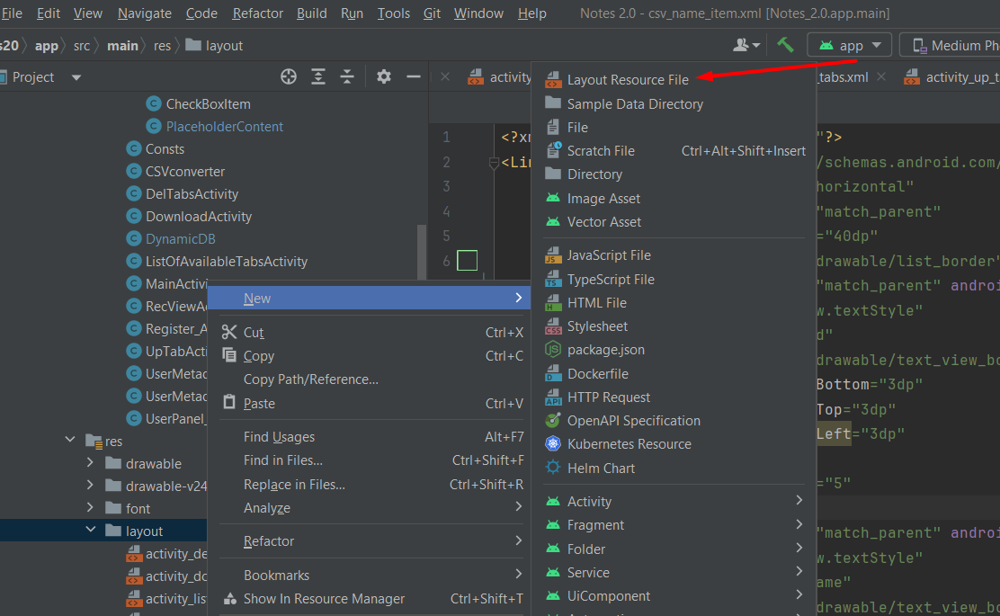 File Edit View Navigate Code Refactor Build Run Tools Git Window Help Notes 2.0 - csv_name_item.xml [Notes_2.0.app.main]
s20 app src main res layout
app
Medium Ph
Project
activity
_tabs.xml
activity_up_t
CheckBoxItem
PlaceholderContent
Consts
CSVconverter
DelTabsActivity
DownloadActivity
DynamicDB
ListOfAvailableTabsActivity
MainActivi
RecViewA
Register_A
UpTabActi
UserMetad
UserMetad
UserPanel_
res
drawable
drawable-v24
font
layout
activity_de
activity_do
activity_lis
New
Cut Ctrl+X
Copy Ctrl+C
Copy Path/Reference...
Paste Ctrl+V
Find Usages Alt+F7
Find in Files... Ctrl+Shift+F
Replace in Files... Ctrl+Shift+R
Analyze
Refactor
Bookmarks
Show In Resource Manager Ctrl+Shift+T
Layout Resource File
Sample Data Directory
File
Scratch File Ctrl+Alt+Shift+Insert
Directory
Image Asset
Vector Asset
JavaScript File
TypeScript File
HTML File
Stylesheet
package.json
Dockerfile
HTTP Request
OpenAPI Specification
Kubernetes Resource
Helm Chart
Activity
Fragment
Folder
Service
UiComponent
1 <?xm "?>
2 <Lin /schemas.android.com/
3 horizontal"
4 "match_parent"
5 ="40dp"
6 drawable/list_border"
"match_parent" androi
w.textStyle"
d"
drawable/text_view_bo
Bottom="3dp"
Top="3dp"
Left="3dp"
="5"
"match_parent" androi
w.textStyle"
ame"
drawable/text_view_bo